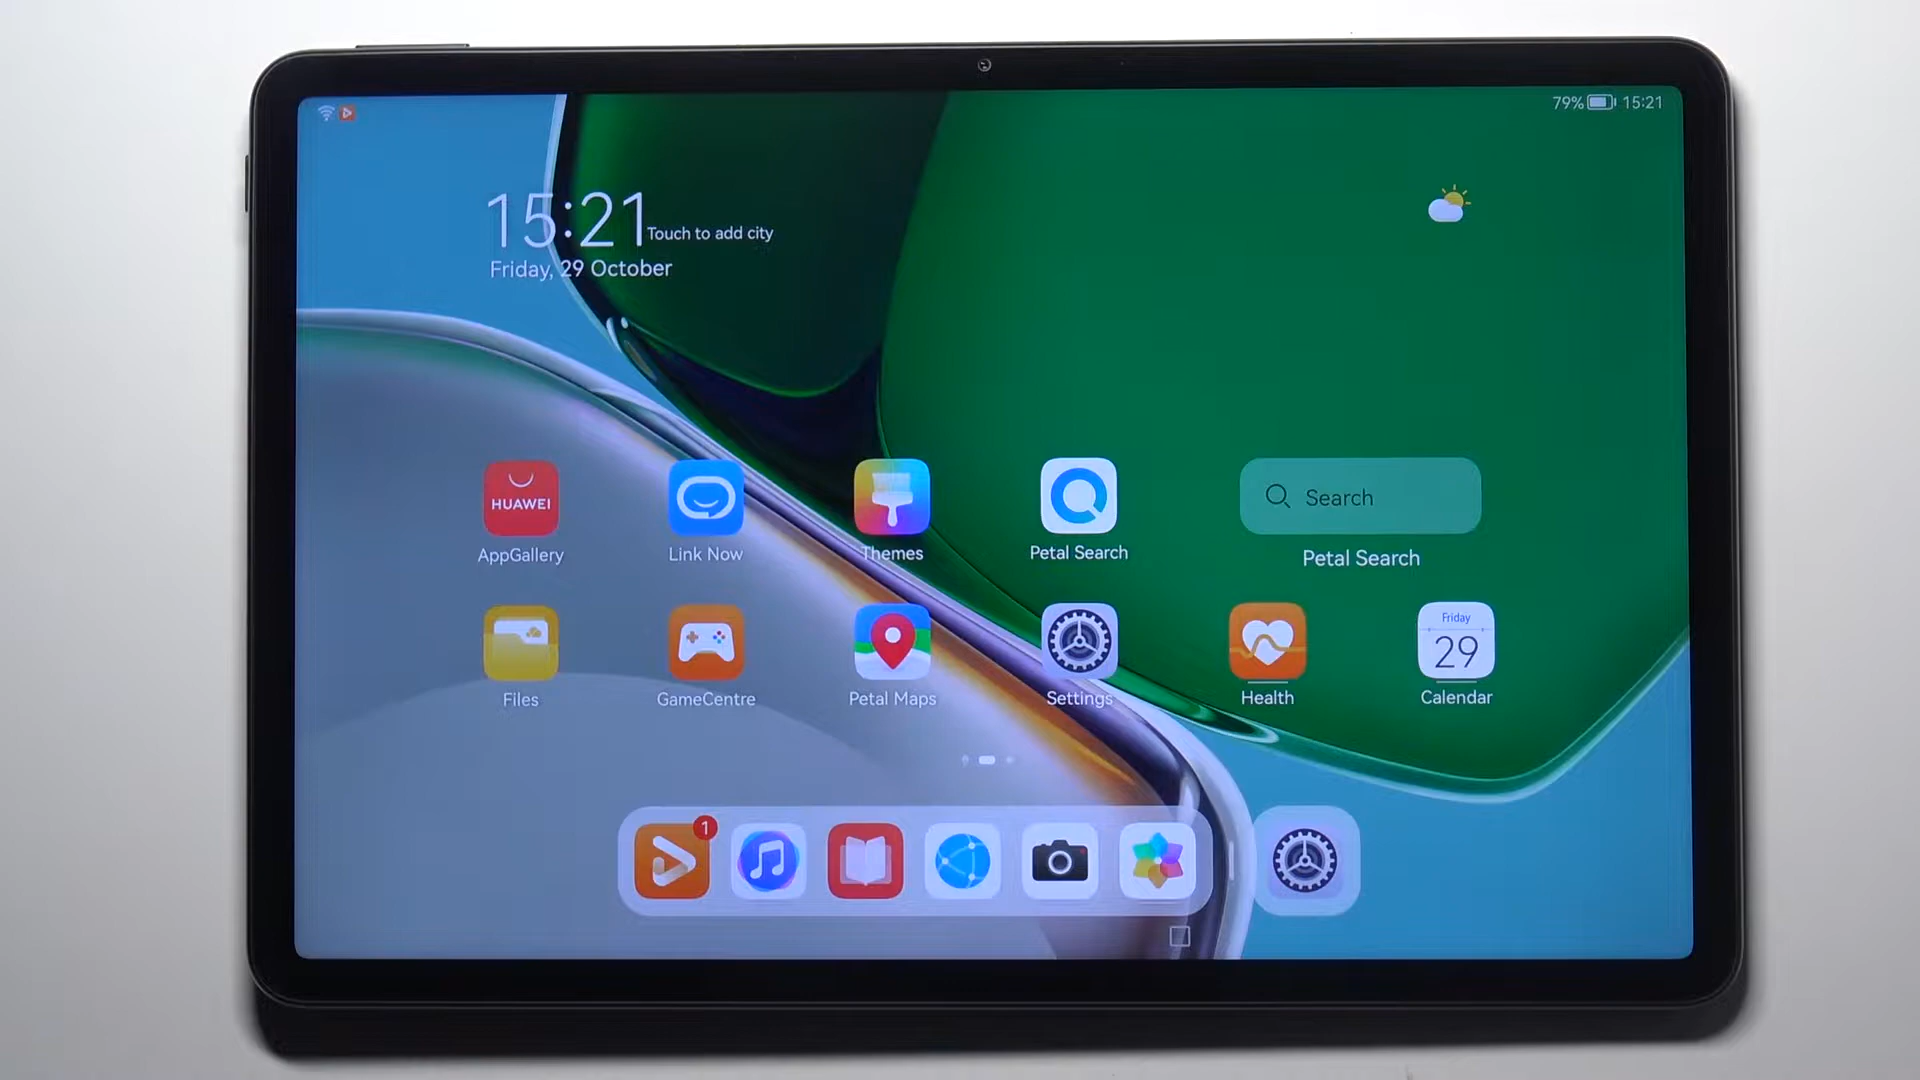 79% 15:21
15:21 Touch to add city
Friday, 29 October
HUAWEI
Search
AppGallery Link Now Themes Petal Search Petal Search
Friday
29
Files GameCentre Petal Maps Settings Health Calendar
1